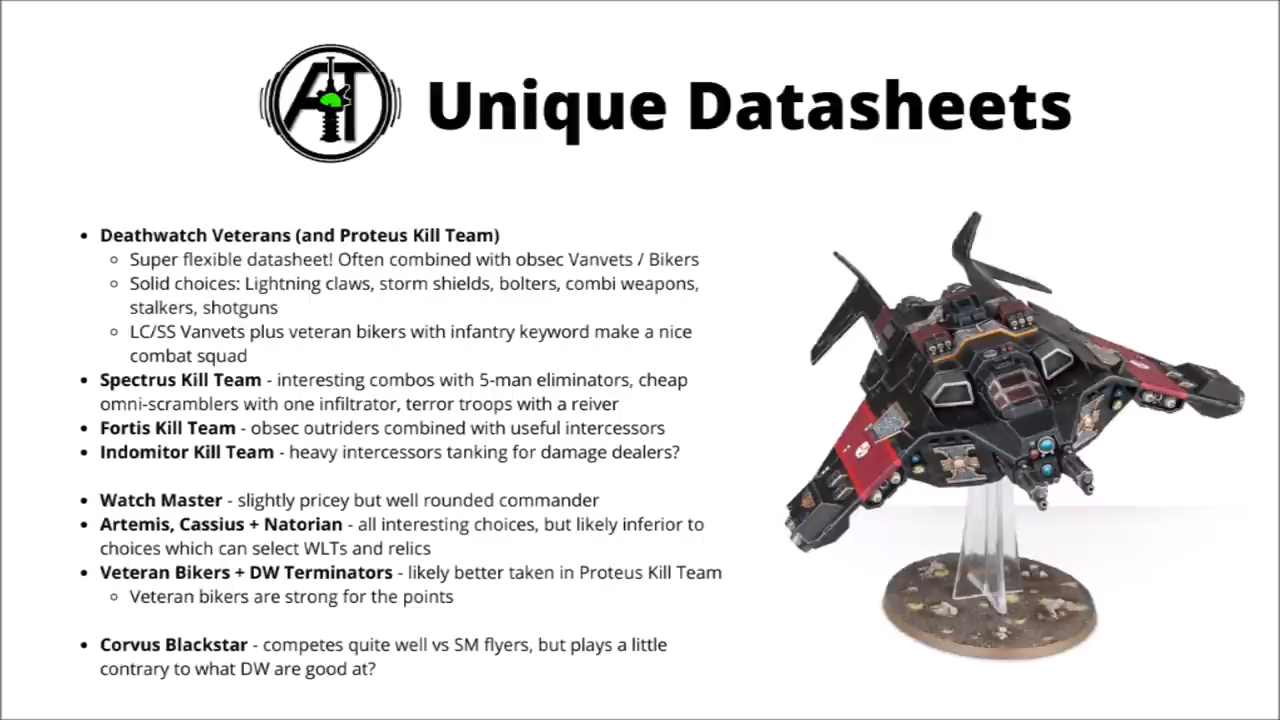 AT
Unique Datasheets
• Deathwatch Veterans (and Proteus Kill Team)
○ Super flexible datasheet! Often combined with obsec Vanvets / Bikers
○ Solid choices: Lightning claws, storm shields, bolters, combi weapons,
stalkers, shotguns
○ LC/SS Vanvets plus veteran bikers with infantry keyword make a nice
combat squad
• Spectrus Kill Team - interesting combos with 5-man eliminators, cheap
omni-scramblers with one infiltrator, terror troops with a reiver
• Fortis Kill Team - obsec outriders combined with useful intercessors
• Indomitor Kill Team - heavy intercessors tanking for damage dealers?
• Watch Master - slightly pricey but well rounded commander
• Artemis, Cassius + Natorian - all interesting choices, but likely inferior to
choices which can select WLTs and relics
• Veteran Bikers + DW Terminators - likely better taken in Proteus Kill Team
○ Veteran bikers are strong for the points
• Corvus Blackstar - competes quite well vs SM flyers, but plays a little
contrary to what DW are good at?